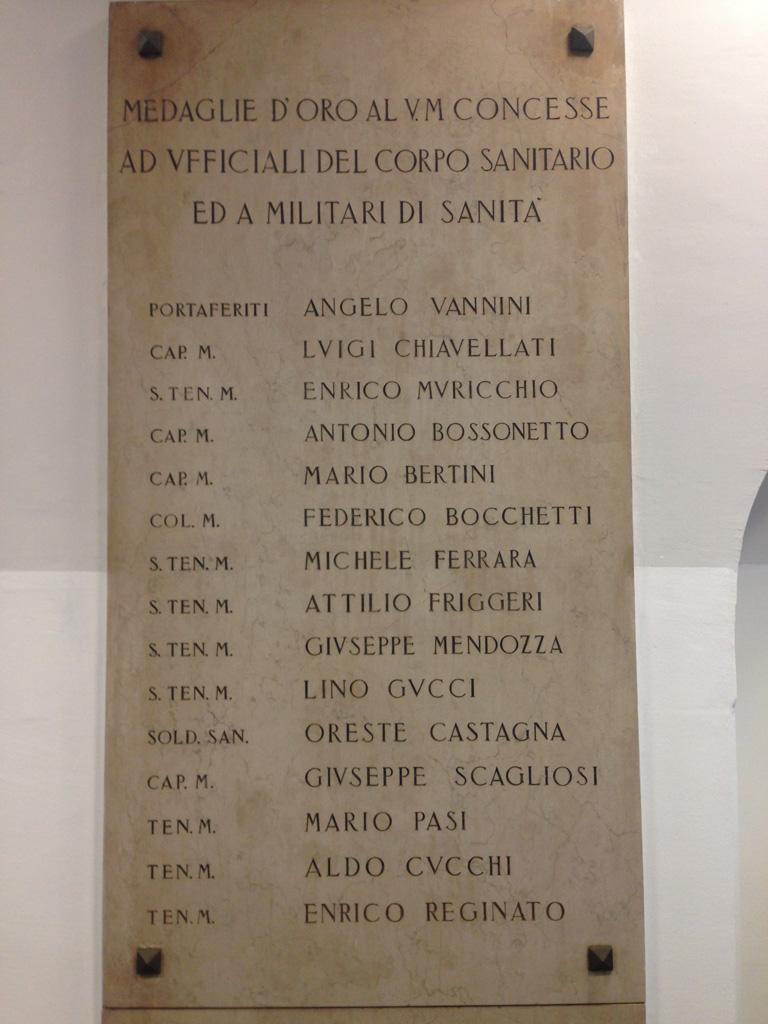 MEDAGLIE D'ORO AL V.M CONCESSE
AD VFFICIALI DEL CORPO SANITARIO
ED A MILITARI DI SANITÀ
PORTAFERITI ANGELO VANNINI
CAP. M. LVIGI CHIAVELLATI
S. TEN. M. ENRICO MVRICCHIO
CAP. M. ANTONIO BOSSONETTO
CAP. M. MARIO BERTINI
COL. M. FEDERICO BOCCHETTI
S. TEN. M. MICHELE FERRARA
S. TEN. M. ATTILIO FRIGGERI
S. TEN. M. GIVSEPPE MENDOZZA
S. TEN. M. LINO GVCCI
SOLD. SAN. ORESTE CASTAGNA
CAP. M. GIVSEPPE SCAGLIOSI
TEN. M. MARIO PASI
TEN. M. ALDO CVCCHI
TEN. M. ENRICO REGINATO